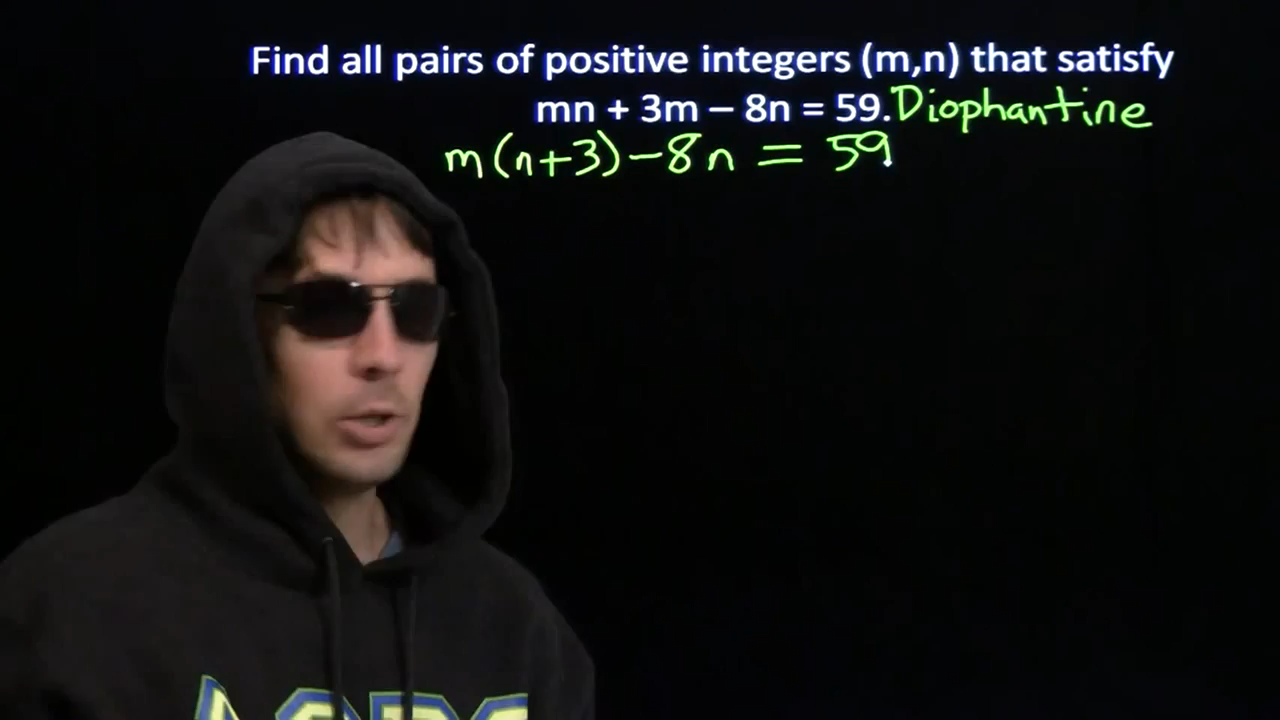 Find all pairs of positive integers (m,n) that satisfy
mn + 3m – 8n = 59. Diophantine
m(n+3)-8n = 59